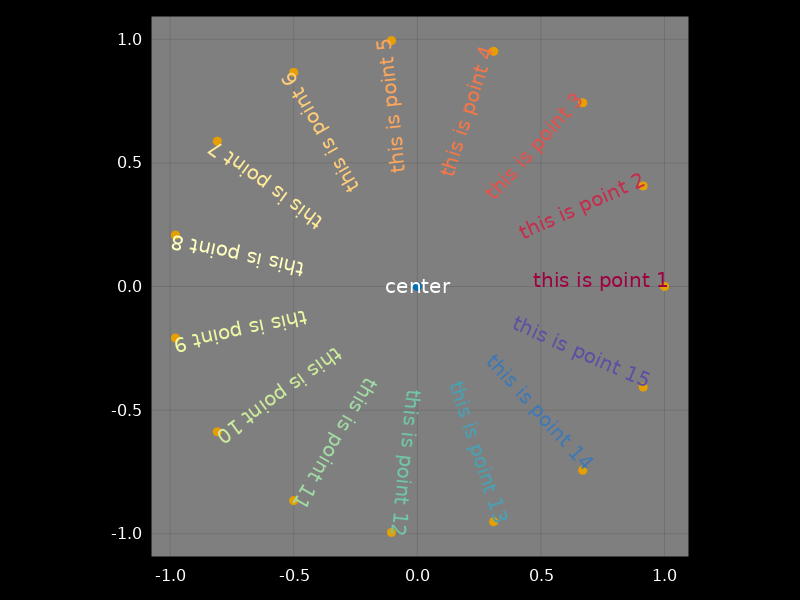 1.0
0.5
0.0
-0.5
-1.0
-1.0
-0.5
0.0
0.5
1.0
center
this is point 1
this is point 2
this is point 3
this is point 4
this is point 5
this is point 6
this is point 7
this is point 8
this is point 9
this is point 10
this is point 11
this is point 12
this is point 13
this is point 14
this is point 15